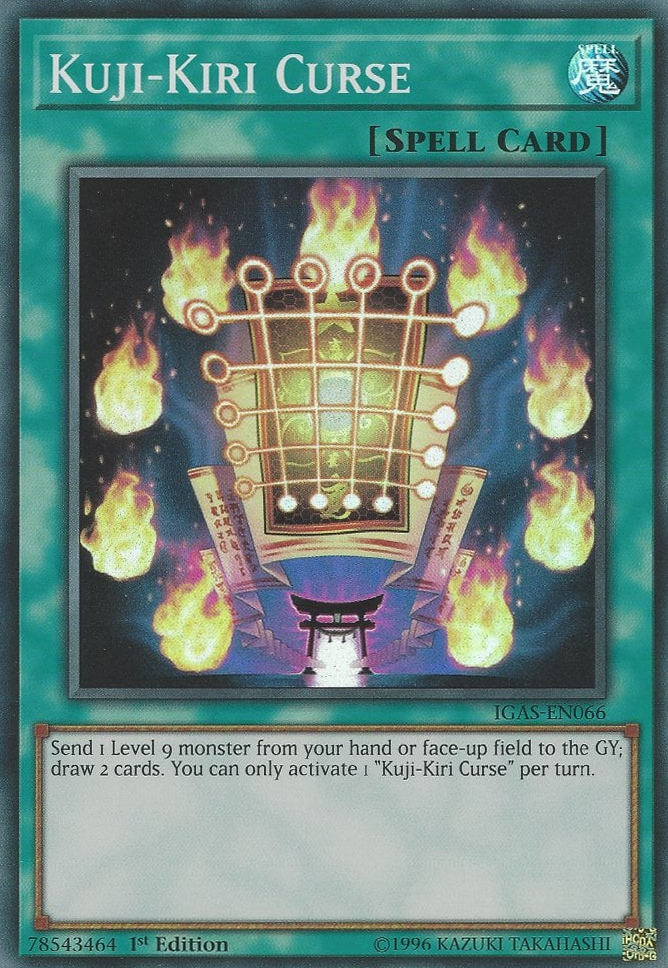 KUJI-KIRI CURSE
SPELL
魔
[SPELL CARD]
IGAS-EN066
Send 1 Level 9 monster from your hand or face-up field to the GY;
draw 2 cards. You can only activate 1 "Kuji-Kiri Curse" per turn.
78543464 1st Edition ©1996 KAZUKI TAKAHASHI